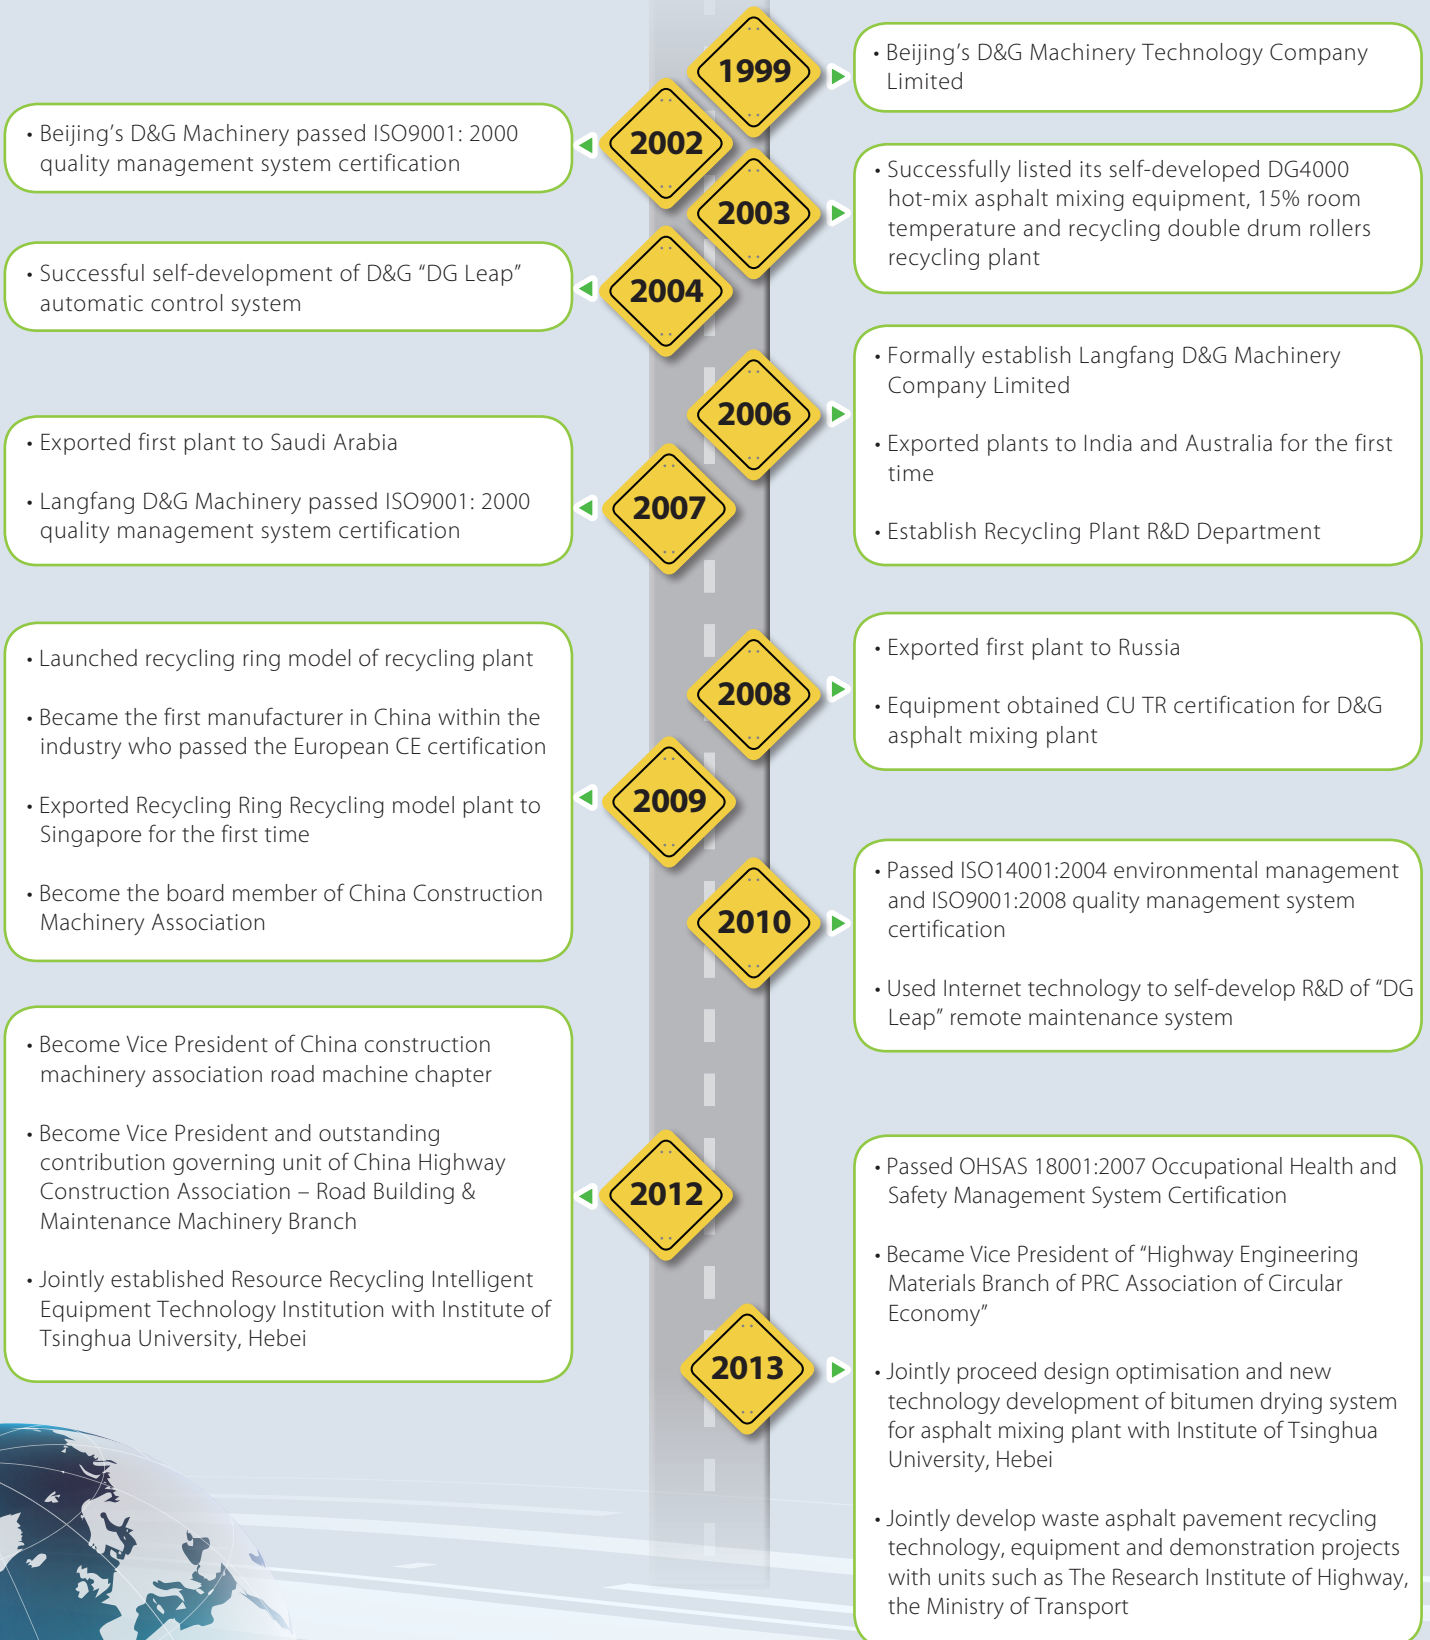 1999
• Beijing’s D&G Machinery Technology Company
Limited
2002
• Beijing’s D&G Machinery passed ISO9001: 2000
quality management system certification
2003
• Successfully listed its self-developed DG4000
hot-mix asphalt mixing equipment, 15% room
temperature and recycling double drum rollers
recycling plant
2004
• Successful self-development of D&G “DG Leap”
automatic control system
2006
• Formally establish Langfang D&G Machinery
Company Limited
• Exported plants to India and Australia for the first
time
• Establish Recycling Plant R&D Department
2007
• Exported first plant to Saudi Arabia
• Langfang D&G Machinery passed ISO9001: 2000
quality management system certification
2008
• Exported first plant to Russia
• Equipment obtained CU TR certification for D&G
asphalt mixing plant
2009
• Launched recycling ring model of recycling plant
• Became the first manufacturer in China within the
industry who passed the European CE certification
• Exported Recycling Ring Recycling model plant to
Singapore for the first time
• Become the board member of China Construction
Machinery Association
2010
• Passed ISO14001:2004 environmental management
and ISO9001:2008 quality management system
certification
• Used Internet technology to self-develop R&D of “DG
Leap” remote maintenance system
2012
• Become Vice President of China construction
machinery association road machine chapter
• Become Vice President and outstanding
contribution governing unit of China Highway
Construction Association – Road Building &
Maintenance Machinery Branch
• Jointly established Resource Recycling Intelligent
Equipment Technology Institution with Institute of
Tsinghua University, Hebei
2013
• Passed OHSAS 18001:2007 Occupational Health and
Safety Management System Certification
• Became Vice President of “Highway Engineering
Materials Branch of PRC Association of Circular
Economy”
• Jointly proceed design optimisation and new
technology development of bitumen drying system
for asphalt mixing plant with Institute of Tsinghua
University, Hebei
• Jointly develop waste asphalt pavement recycling
technology, equipment and demonstration projects
with units such as The Research Institute of Highway,
the Ministry of Transport